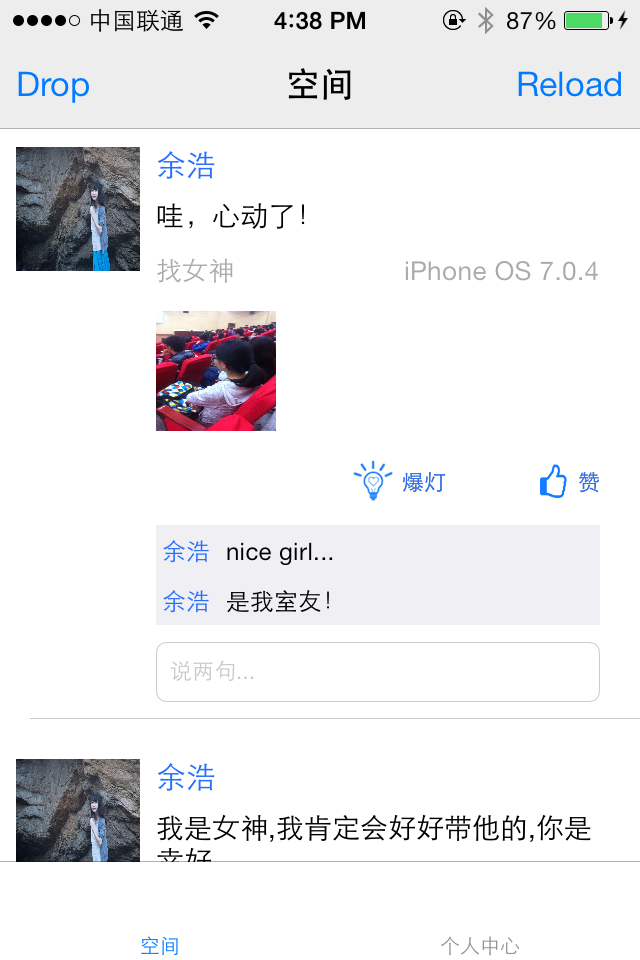 中国联通 4:38 PM 87%
Drop 空间 Reload
余浩
哇，心动了！
找女神 iPhone OS 7.0.4
爆灯 赞
余浩 nice girl...
余浩 是我室友！
说两句...
余浩
我是女神,我肯定会好好带他的,你是
幸好
空间 个人中心